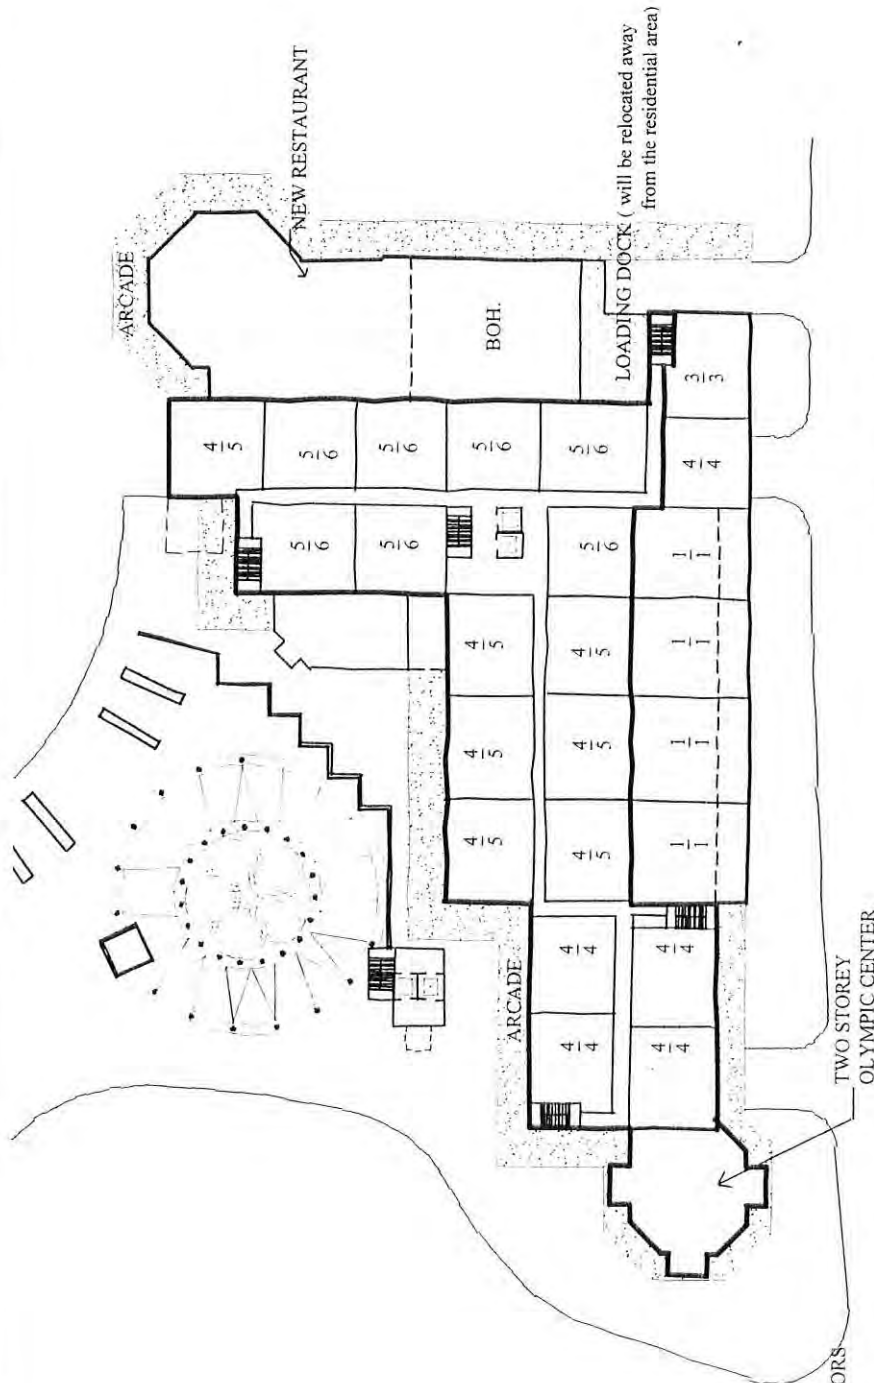 ARCADE
4/5
NEW RESTAURANT
5/6 5/6
5/6 5/6
4/5 4/5 4/5 5/6 BOH.
ARCADE
4/4 4/4 4/5 4/5 4/5 5/6 5/6
LOADING DOCK ( will be relocated away
from the residential area)
4/4 4/4 1/1 1/1 1/1 1/1 4/4 3/3
ORS
TWO STOREY
OLYMPIC CENTER